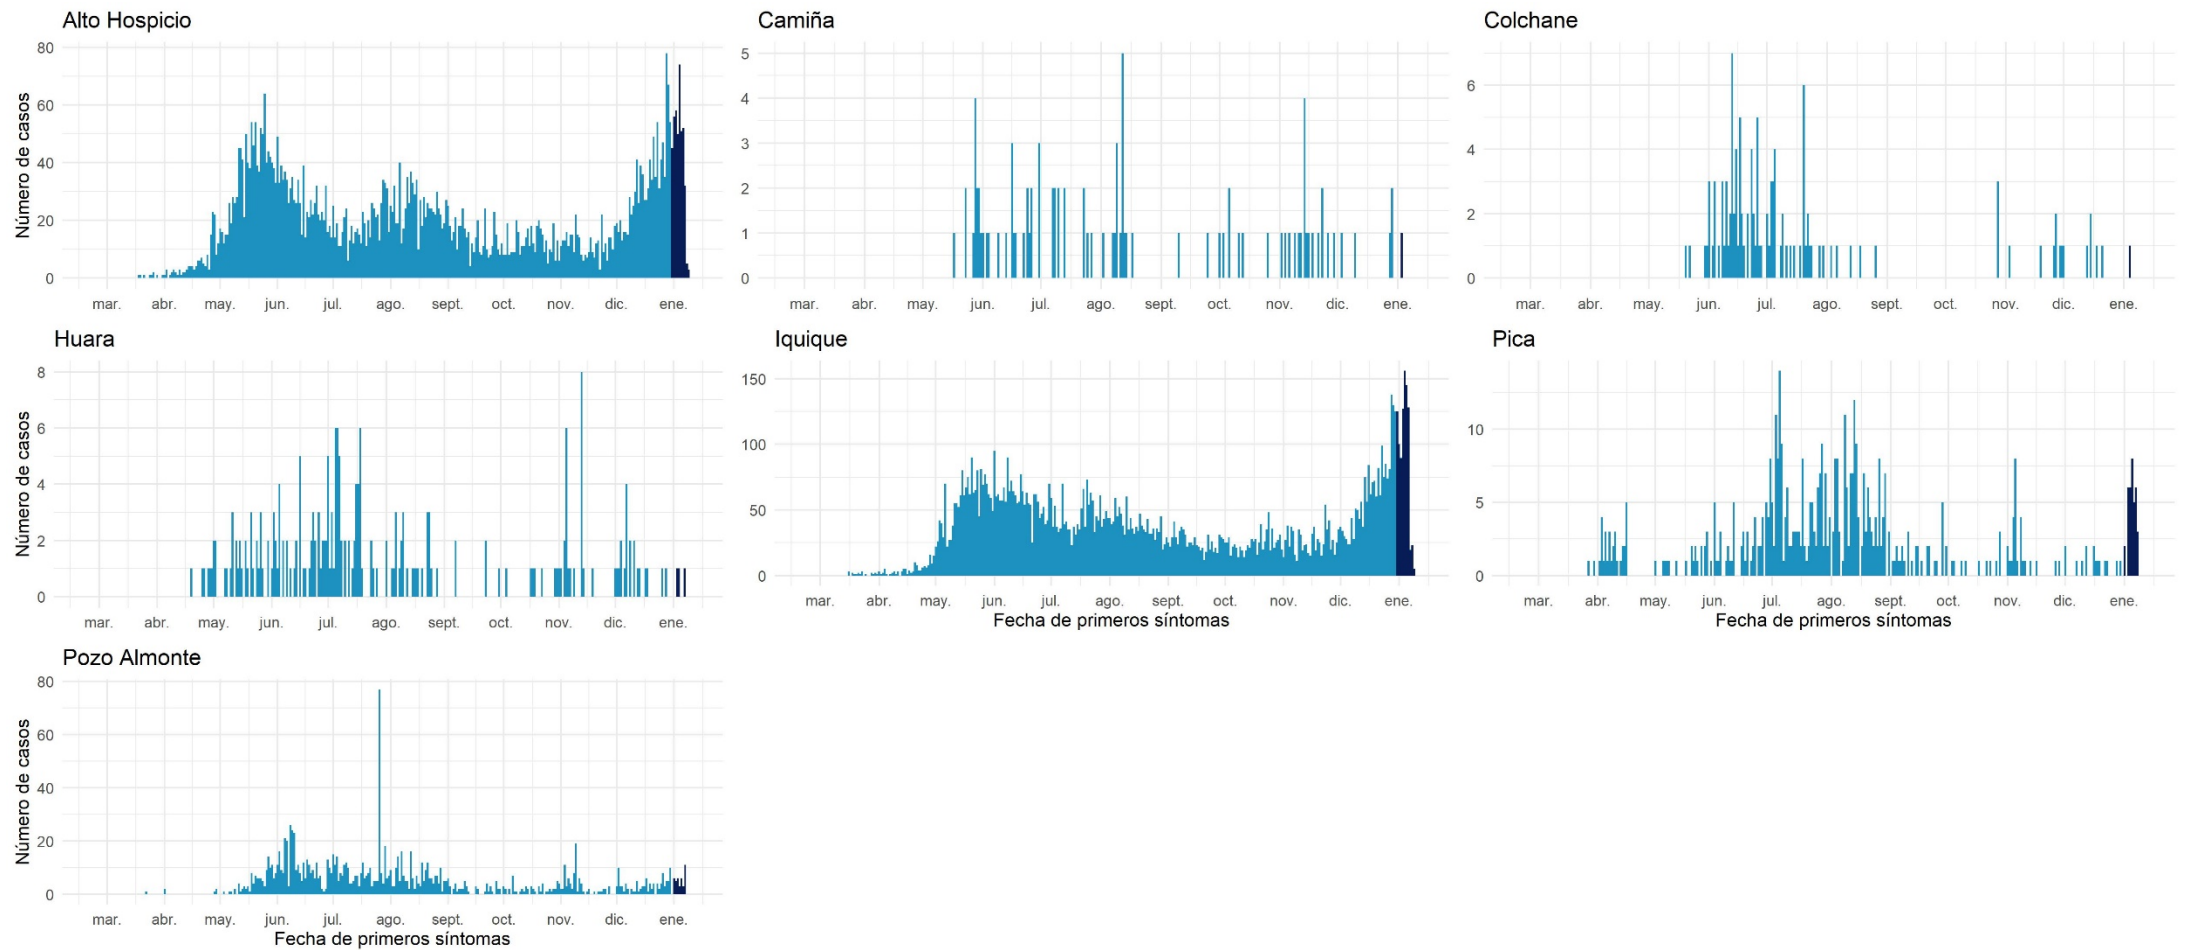 Alto Hospicio
Número de casos
80
60
40
20
0
mar. abr. may. jun. jul. ago. sept. oct. nov. dic. ene.
Camiña
5
4
3
2
1
0
mar. abr. may. jun. jul. ago. sept. oct. nov. dic. ene.
Colchane
6
4
2
0
mar. abr. may. jun. jul. ago. sept. oct. nov. dic. ene.
Huara
Número de casos
8
6
4
2
0
mar. abr. may. jun. jul. ago. sept. oct. nov. dic. ene.
Iquique
150
100
50
0
mar. abr. may. jun. jul. ago. sept. oct. nov. dic. ene.
Fecha de primeros síntomas
Pica
10
5
0
mar. abr. may. jun. jul. ago. sept. oct. nov. dic. ene.
Fecha de primeros síntomas
Pozo Almonte
Número de casos
80
60
40
20
0
mar. abr. may. jun. jul. ago. sept. oct. nov. dic. ene.
Fecha de primeros síntomas